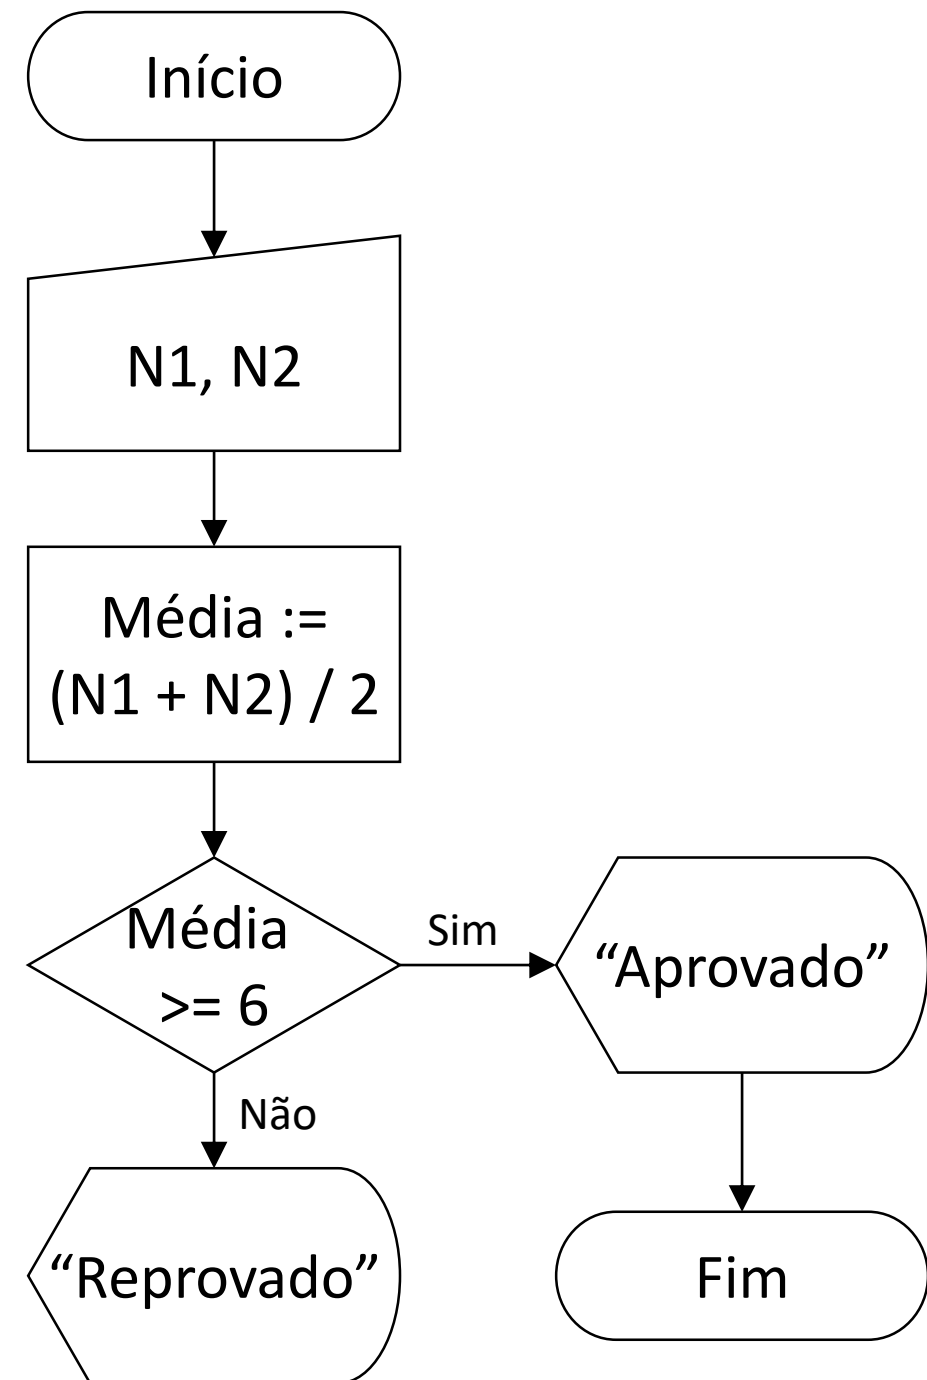 Início
N1, N2
Média :=
(N1 + N2) / 2
Média
>= 6
Sim
“Aprovado”
Não
“Reprovado”
Fim